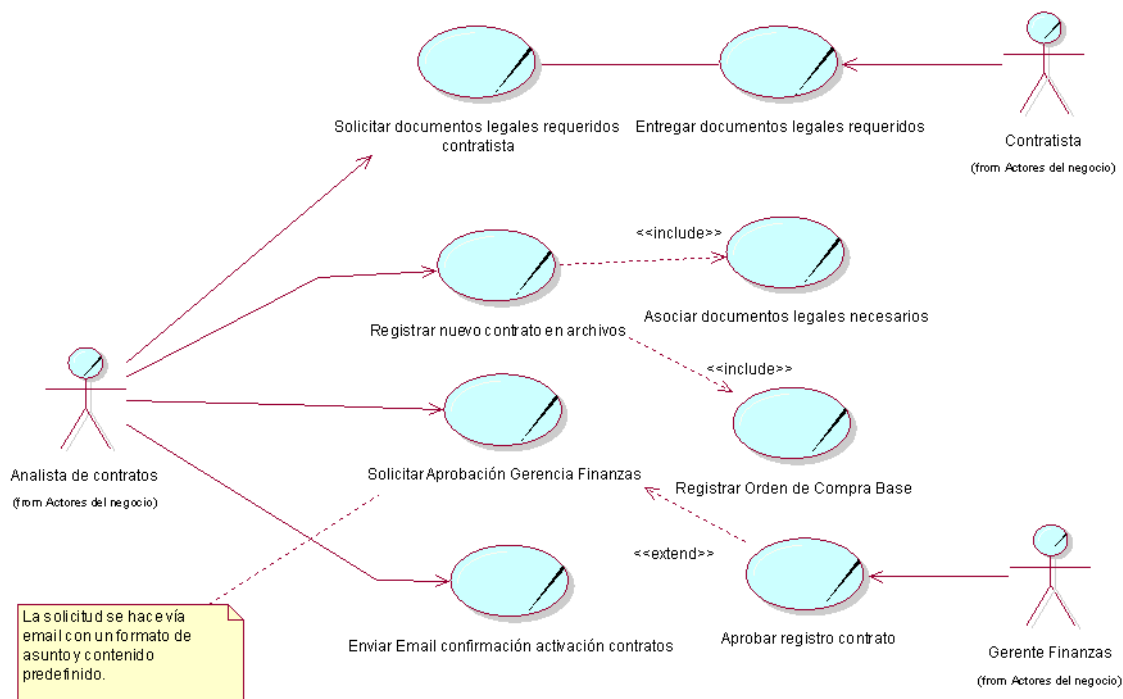 Solicitar documentos legales requeridos
contratista
Entregar documentos legales requeridos
Contratista
(from Actores del negocio)
<<include>>
Registrar nuevo contrato en archivos
Asociar documentos legales necesarios
<<include>>
Analista de contratos
(from Actores del negocio)
Solicitar Aprobación Gerencia Finanzas
Registrar Orden de Compra Base
<<extend>>
La solicitud se hace vía
email con un formato de
asunto y contenido
predefinido.
Enviar Email confirmación activación contratos
Aprobar registro contrato
Gerente Finanzas
(from Actores del negocio)